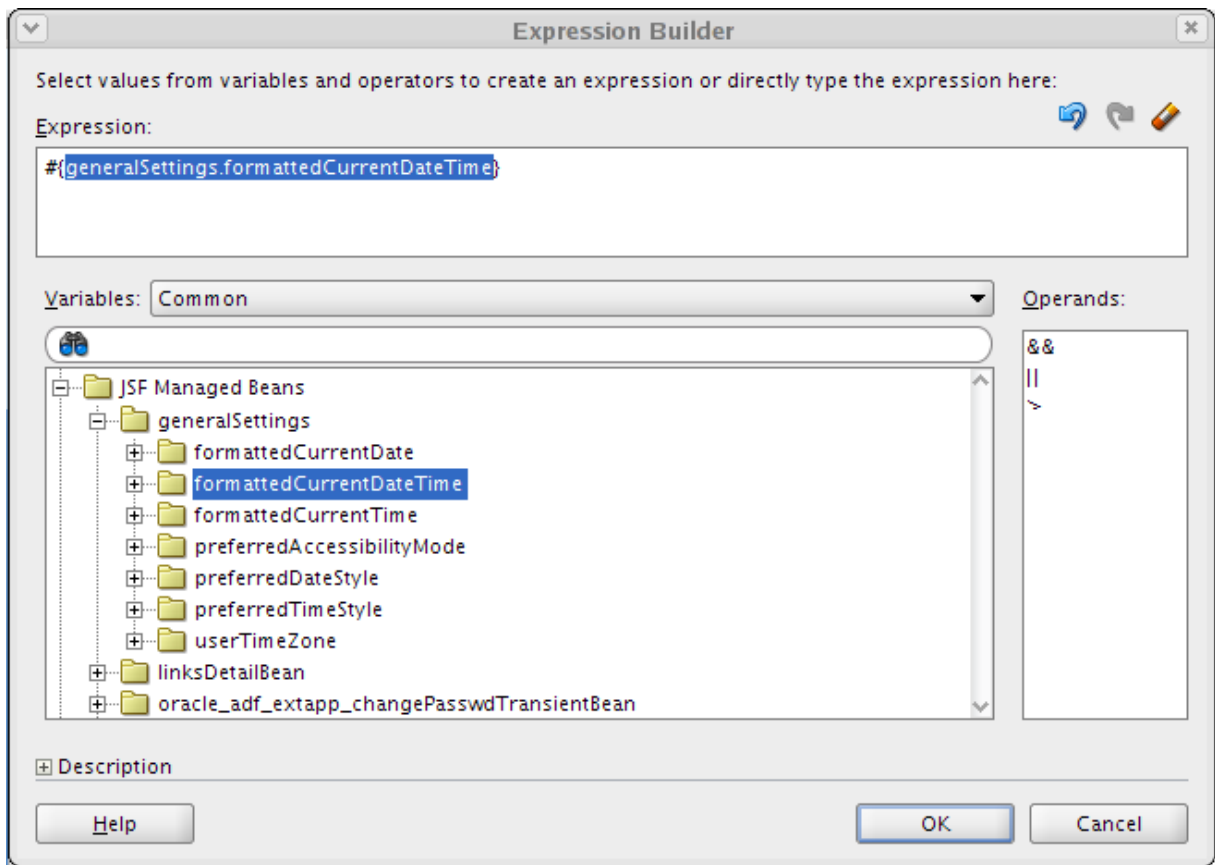 Expression Builder
Select values from variables and operators to create an expression or directly type the expression here:
Expression:
#{generalSettings.formattedCurrentDateTime}
Variables: Common
Operands:
&&
||
>
JSF Managed Beans
generalSettings
formattedCurrentDate
formattedCurrentDateTime
formattedCurrentTime
preferredAccessibilityMode
preferredDateStyle
preferredTimeStyle
userTimeZone
linksDetailBean
oracle_adf_extapp_changePasswdTransientBean
Description
Help
OK
Cancel